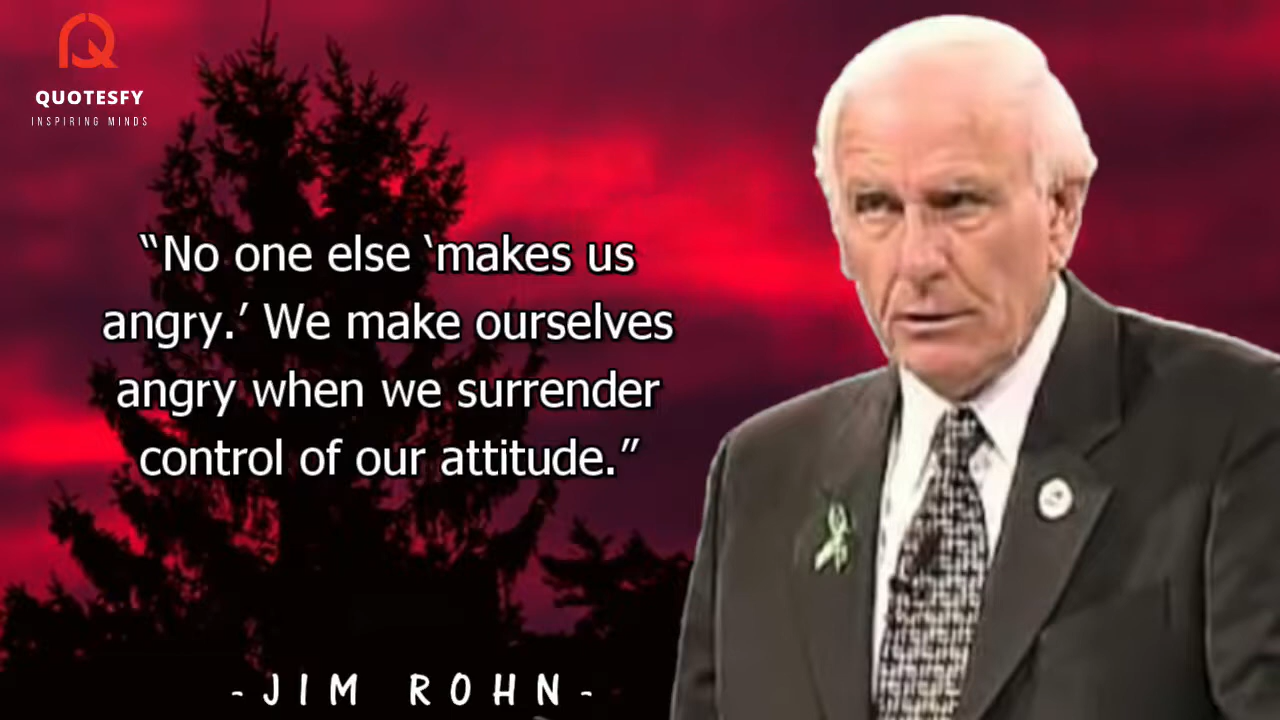 QUOTESFY
INSPIRING MINDS
“No one else ‘makes us
angry.’ We make ourselves
angry when we surrender
control of our attitude.”
-JIM ROHN-